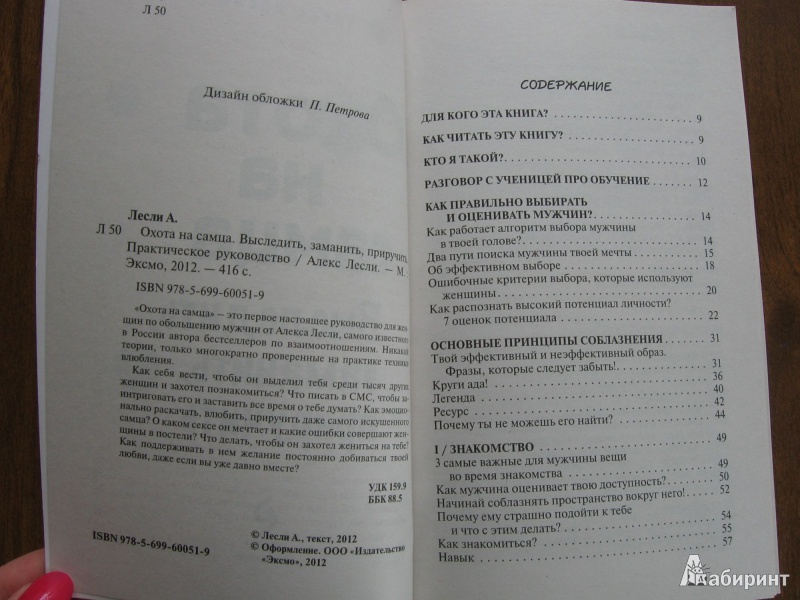 Л 50
Дизайн обложки П. Петрова
Лесли А.
Л 50 Охота на самца. Выследить, заманить, приручить.
Практическое руководство / Алекс Лесли. — М.
Эксмо, 2012. — 416 с.
ISBN 978-5-699-60051-9
«Охота на самца» — это первое настоящее руководство для жен-
щин по обольщению мужчин от Алекса Лесли, самого известного
в России автора бестселлеров по взаимоотношениям. Никакой
теории, только многократно проверенные на практике техники
влюбления.
Как себя вести, чтобы он выделил тебя среди тысяч других
женщин и захотел познакомиться? Что писать в СМС, чтобы за-
интриговать его и заставить все время о тебе думать? Как эмоцио-
нально раскачать, влюбить, приручить даже самого искушенного
самца? О каком сексе он мечтает и какие ошибки совершают жен-
щины в постели? Что делать, чтобы он захотел жениться на тебе?
Как поддерживать в нем желание постоянно добиваться твоей
любви, даже если вы уже давно вместе?
УДК 159.9
ББК 88.5
© Лесли А., текст, 2012
© Оформление. ООО «Издательство
«Эксмо», 2012
ISBN 978-5-699-60051-9
СОДЕРЖАНИЕ
ДЛЯ КОГО ЭТА КНИГА? 9
КАК ЧИТАТЬ ЭТУ КНИГУ? 9
КТО Я ТАКОЙ? 10
РАЗГОВОР С УЧЕНИЦЕЙ ПРО ОБУЧЕНИЕ 12
КАК ПРАВИЛЬНО ВЫБИРАТЬ
И ОЦЕНИВАТЬ МУЖЧИН? 14
Как работает алгоритм выбора мужчины
в твоей голове? 14
Два пути поиска мужчины твоей мечты 15
Об эффективном выборе 18
Ошибочные критерии выбора, которые используют
женщины 20
Как распознать высокий потенциал личности?
7 оценок потенциала 22
ОСНОВНЫЕ ПРИНЦИПЫ СОБЛАЗНЕНИЯ 31
Твой эффективный и неэффективный образ.
Фразы, которые следует забыть! 31
Круги ада! 36
Легенда 40
Ресурс 42
Почему ты не можешь его найти? 44
1 / ЗНАКОМСТВО 49
3 самые важные для мужчины вещи
во время знакомства 49
Как мужчина оценивает твою доступность? 50
Начинай соблазнять пространство вокруг него! 52
Почему ему страшно подойти к тебе
и что с этим делать? 54
Как знакомиться? 55
Навык 57
Лабиринт